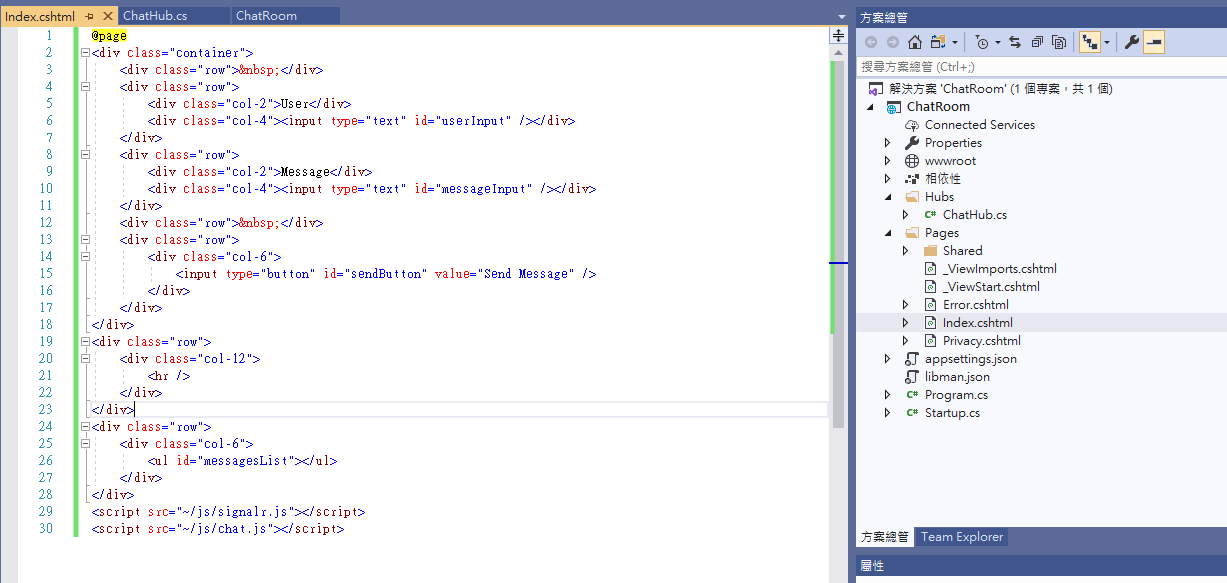 Index.cshtml
ChatHub.cs
ChatRoom
1 @page
2 <div class="container">
3 <div class="row">&nbsp;</div>
4 <div class="row">
5 <div class="col-2">User</div>
6 <div class="col-4"><input type="text" id="userInput" /></div>
7 </div>
8 <div class="row">
9 <div class="col-2">Message</div>
10 <div class="col-4"><input type="text" id="messageInput" /></div>
11 </div>
12 <div class="row">&nbsp;</div>
13 <div class="row">
14 <div class="col-6">
15 <input type="button" id="sendButton" value="Send Message" />
16 </div>
17 </div>
18 </div>
19 <div class="row">
20 <div class="col-12">
21 <hr />
22 </div>
23 </div>
24 <div class="row">
25 <div class="col-6">
26 <ul id="messagesList"></ul>
27 </div>
28 </div>
29 <script src="~/js/signalr.js"></script>
30 <script src="~/js/chat.js"></script>
方案總管
搜尋方案總管 (Ctrl+;)
解決方案 'ChatRoom' (1 個專案，共 1 個)
ChatRoom
Connected Services
Properties
wwwroot
相依性
Hubs
C# ChatHub.cs
Pages
Shared
_ViewImports.cshtml
_ViewStart.cshtml
Error.cshtml
Index.cshtml
Privacy.cshtml
appsettings.json
libman.json
C# Program.cs
C# Startup.cs
方案總管
Team Explorer
屬性